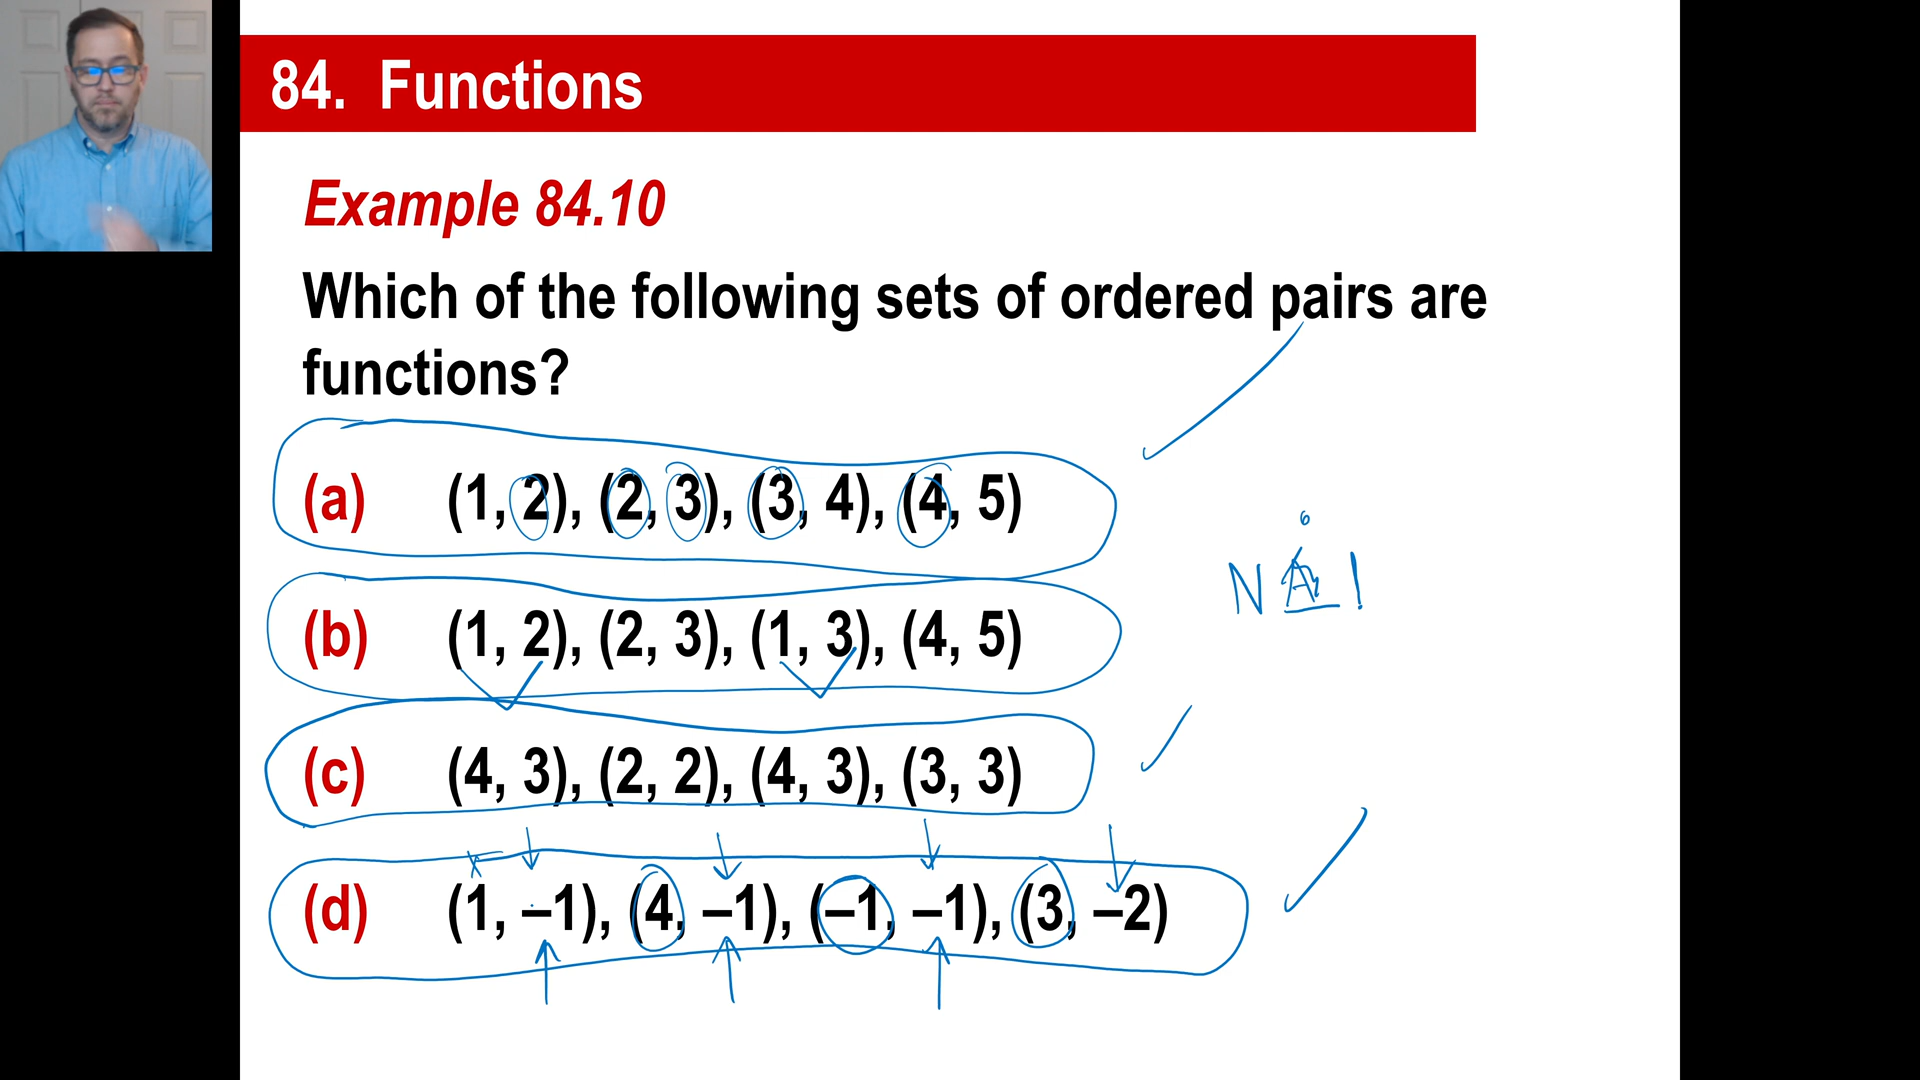 84. Functions
Example 84.10
Which of the following sets of ordered pairs are
functions?
(a) (1, 2), (2, 3), (3, 4), (4, 5)
(b) (1, 2), (2, 3), (1, 3), (4, 5)
(c) (4, 3), (2, 2), (4, 3), (3, 3)
(d) (1, –1), (4, –1), (–1, –1), (3, –2)